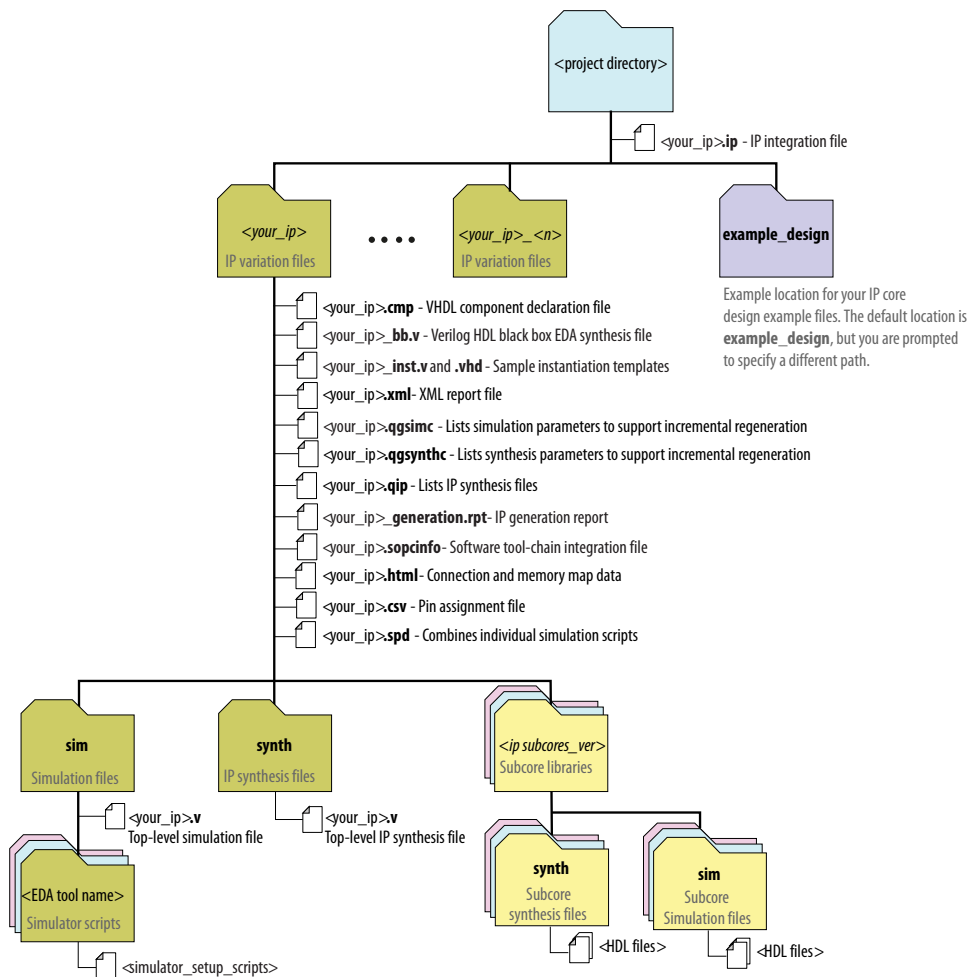 <project directory>
<your_ip>.ip - IP integration file
<your_ip>
IP variation files
<your_ip>_<n>
IP variation files
example_design
Example location for your IP core
design example files. The default location is
example_design, but you are prompted
to specify a different path.
<your_ip>.cmp - VHDL component declaration file
<your_ip>_bb.v - Verilog HDL black box EDA synthesis file
<your_ip>_inst.v and .vhd - Sample instantiation templates
<your_ip>.xml- XML report file
<your_ip>.qgsimc - Lists simulation parameters to support incremental regeneration
<your_ip>.qgsynthc - Lists synthesis parameters to support incremental regeneration
<your_ip>.qip - Lists IP synthesis files
<your_ip>_generation.rpt- IP generation report
<your_ip>.sopcinfo- Software tool-chain integration file
<your_ip>.html- Connection and memory map data
<your_ip>.csv - Pin assignment file
<your_ip>.spd - Combines individual simulation scripts
sim
Simulation files
synth
IP synthesis files
<ip subcores_ver>
Subcore libraries
<your_ip>.v
Top-level simulation file
<your_ip>.v
Top-level IP synthesis file
<EDA tool name>
Simulator scripts
synth
Subcore
synthesis files
sim
Subcore
Simulation files
<HDL files>
<HDL files>
<simulator_setup_scripts>